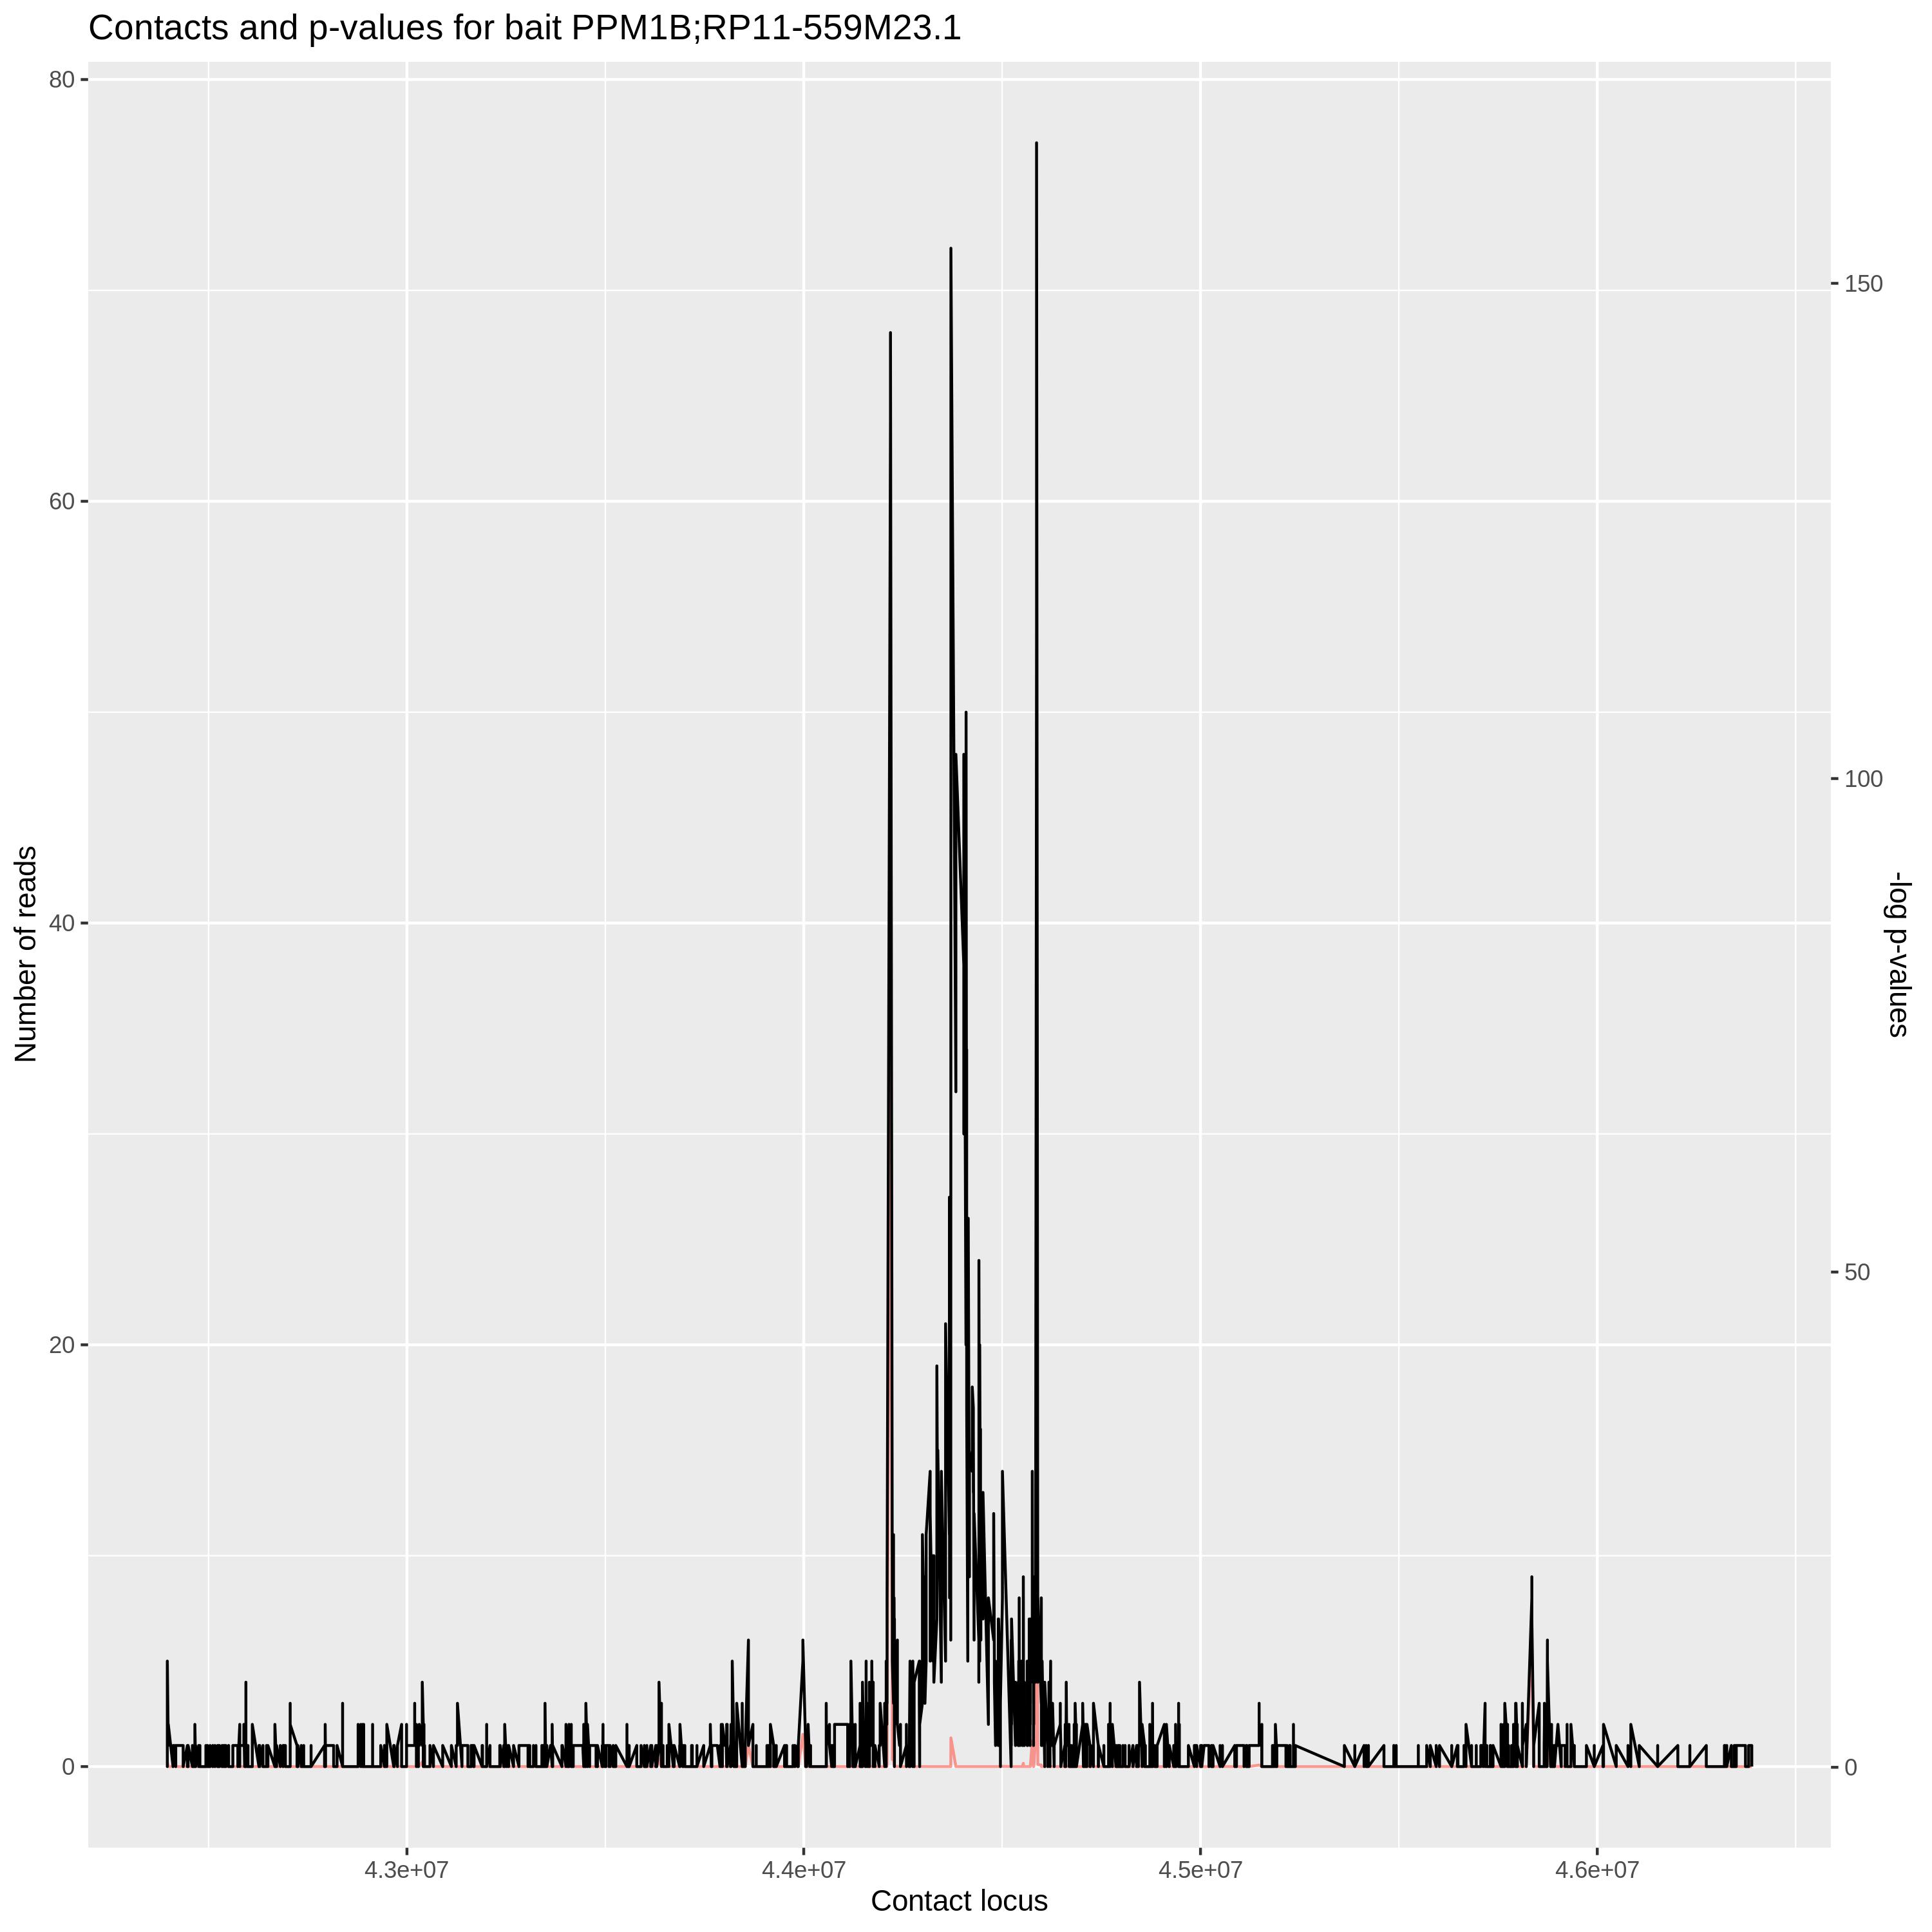 Contacts and p-values for bait PPM1B;RP11-559M23.1
80
60
40
20
0
Number of reads
150
100
50
0
-log p-values
4.3e+07
4.4e+07
4.5e+07
4.6e+07
Contact locus